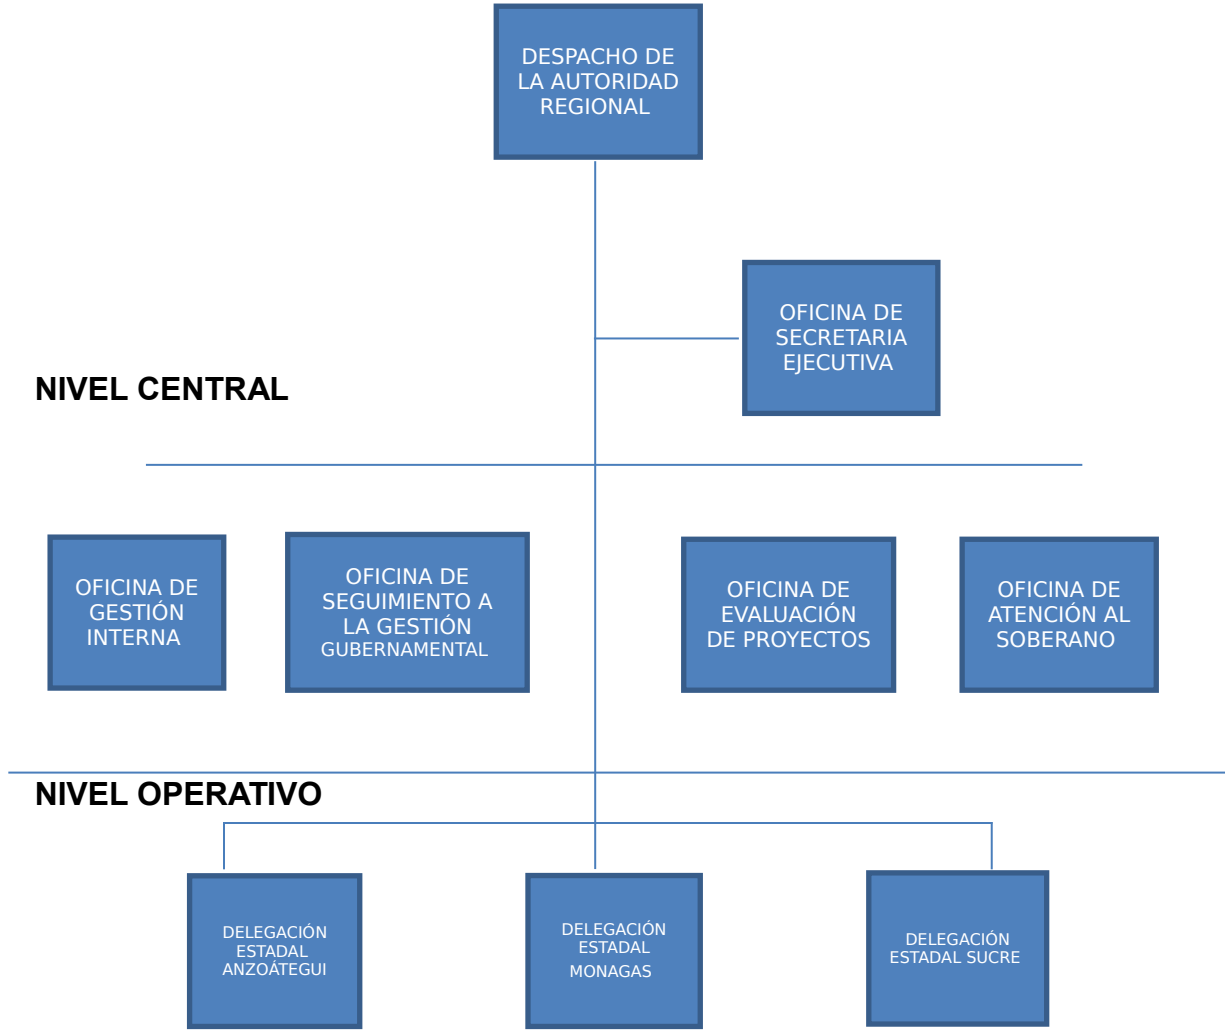 DESPACHO DE
LA AUTORIDAD
REGIONAL
OFICINA DE
SECRETARIA
EJECUTIVA
NIVEL CENTRAL
OFICINA DE
GESTIÓN
INTERNA
OFICINA DE
SEGUIMIENTO A
LA GESTIÓN
GUBERNAMENTAL
OFICINA DE
EVALUACIÓN
DE PROYECTOS
OFICINA DE
ATENCIÓN AL
SOBERANO
NIVEL OPERATIVO
DELEGACIÓN
ESTADAL
ANZOÁTEGUI
DELEGACIÓN
ESTADAL
MONAGAS
DELEGACIÓN
ESTADAL SUCRE